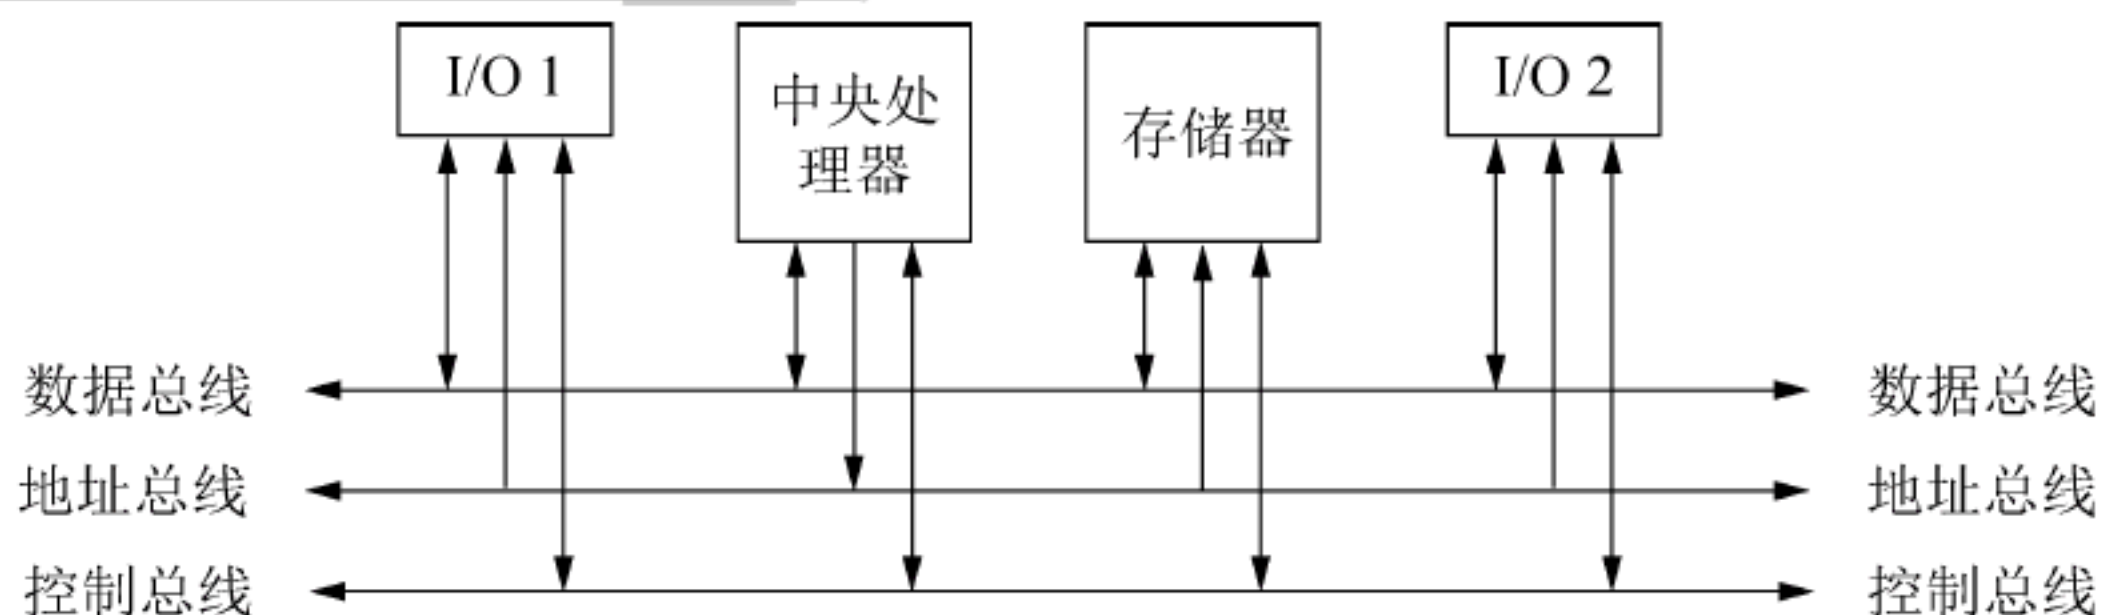 I/O 1
中央处
理器
存储器
I/O 2
数据总线
数据总线
地址总线
地址总线
控制总线
控制总线